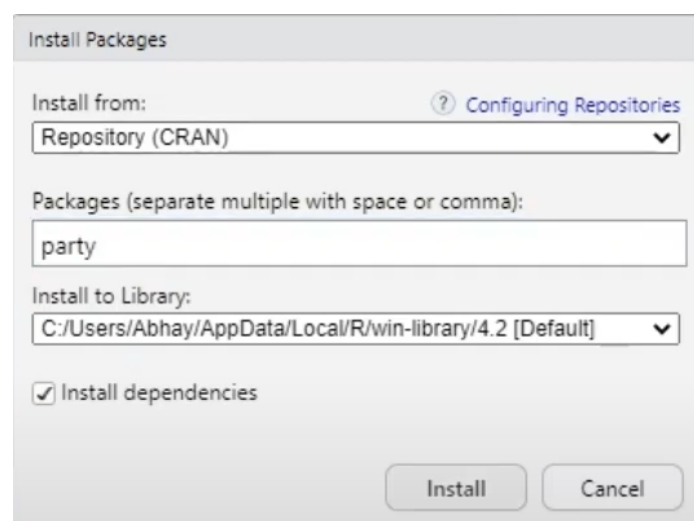 Install Packages
Install from:
? Configuring Repositories
Repository (CRAN)
Packages (separate multiple with space or comma):
party
Install to Library:
C:/Users/Abhay/AppData/Local/R/win-library/4.2 [Default]
Install dependencies
Install
Cancel